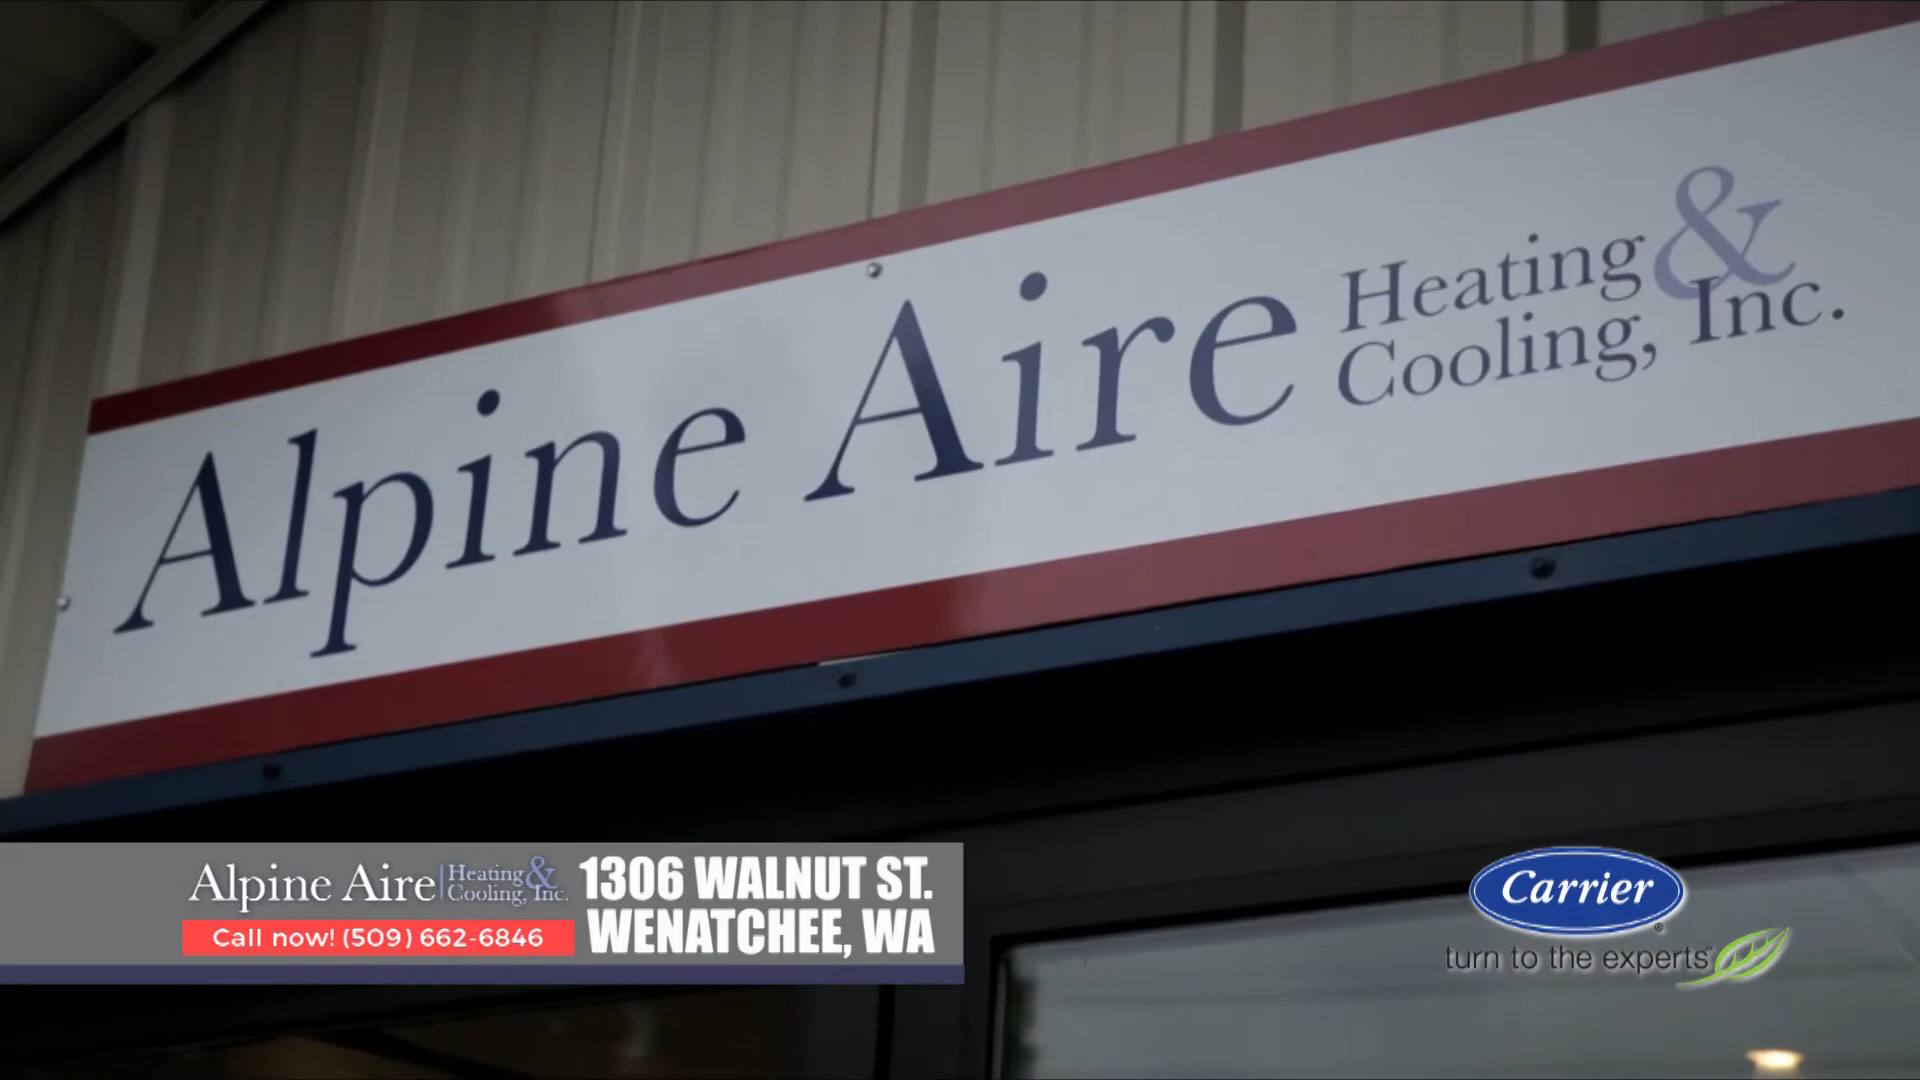 Alpine Aire Heating &
Cooling, Inc.
Alpine Aire Heating &
Cooling, Inc.
Call now! (509) 662-6846
1306 WALNUT ST.
WENATCHEE, WA
Carrier®
turn to the experts™